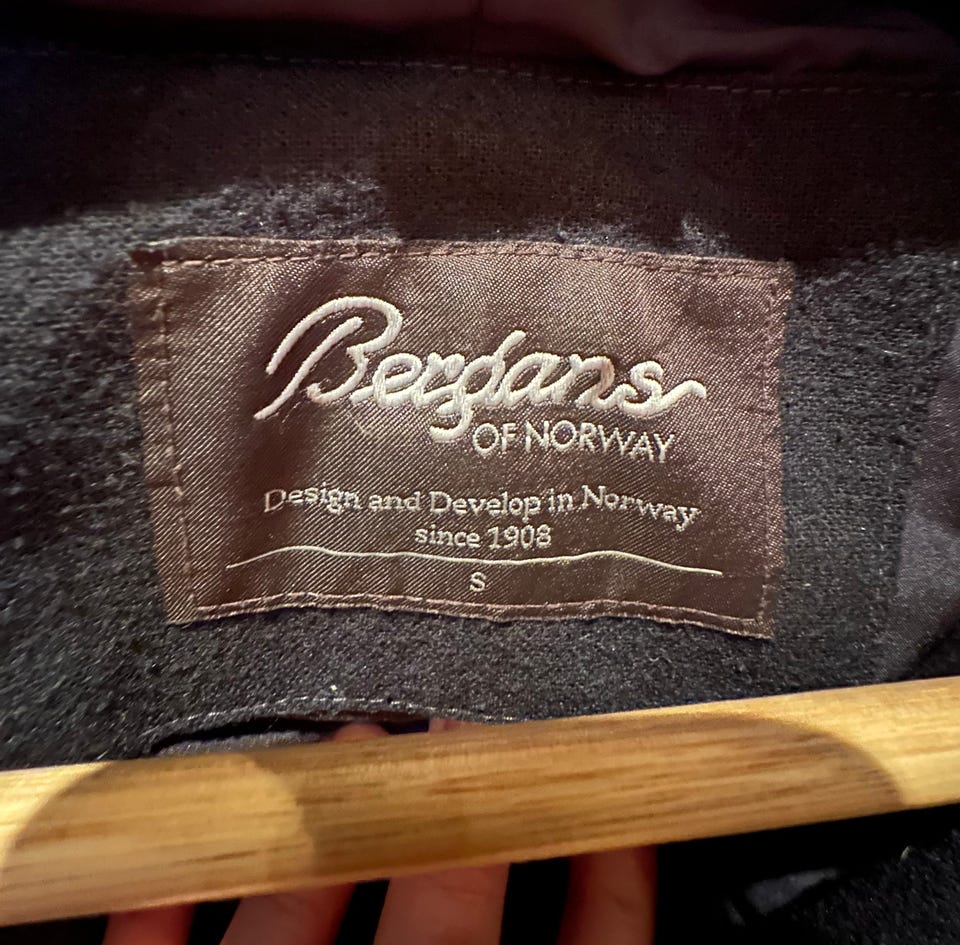 Bergans
OF NORWAY
Design and Develop in Norway
since 1908
S